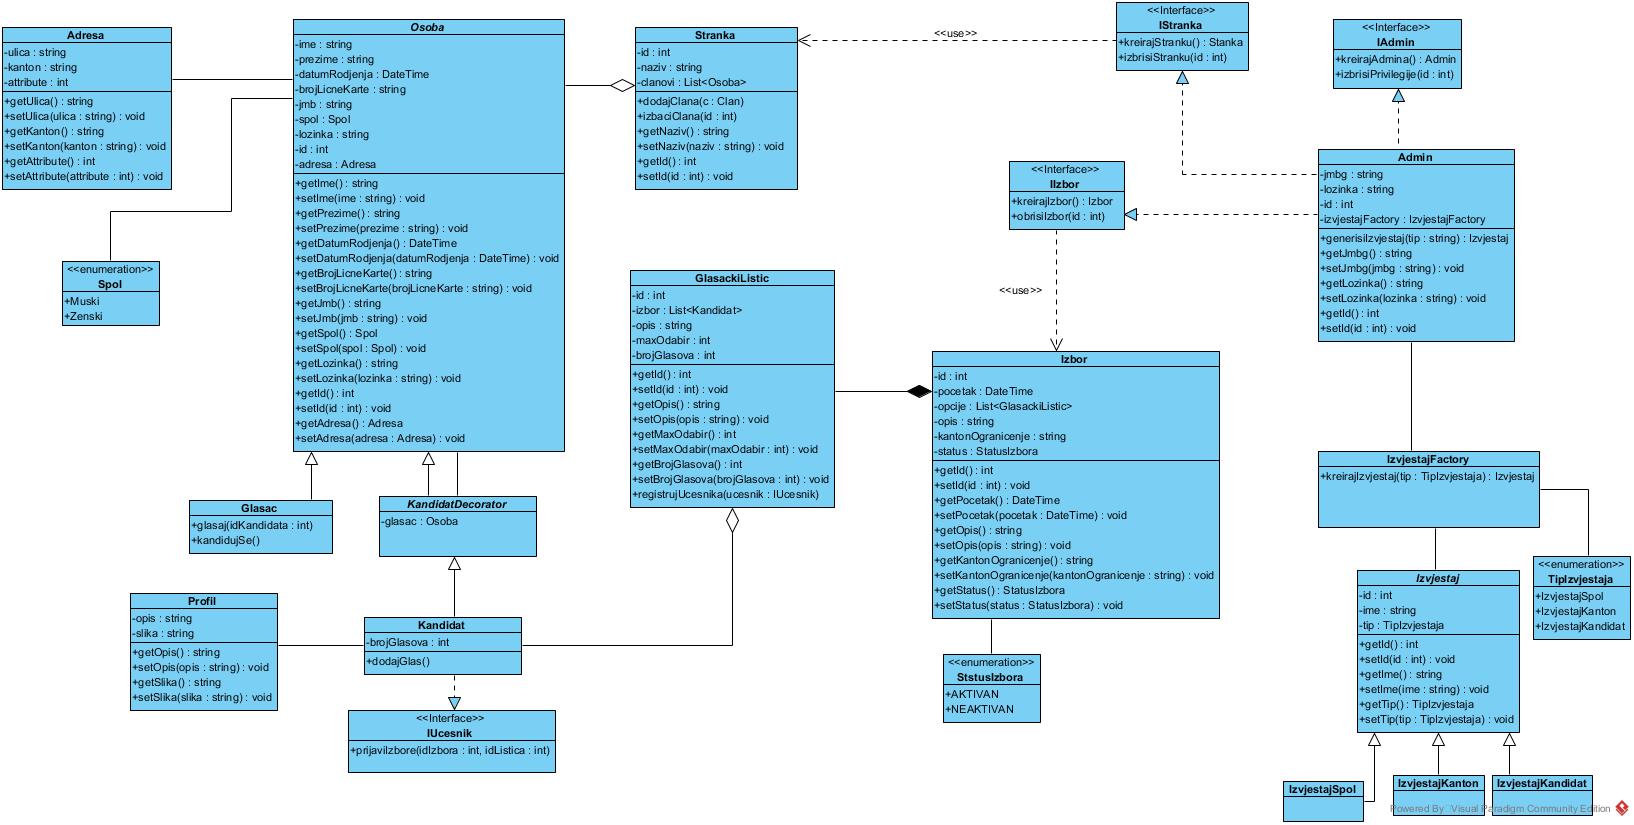 Adresa
-ulica : string
-kanton : string
-attribute : int
+getUlica() : string
+setUlica(ulica : string) : void
+getKanton() : string
+setKanton(kanton : string) : void
+getAttribute() : int
+setAttribute(attribute : int) : void
<<enumeration>>
Spol
+Muski
+Zenski
Osoba
-ime : string
-prezime : string
-datumRodjenja : DateTime
-brojLicneKarte : string
-jmb : string
-spol : Spol
-lozinka : string
-id : int
-adresa : Adresa
+getIme() : string
+setIme(ime : string) : void
+getPrezime() : string
+setPrezime(prezime : string) : void
+getDatumRodjenja() : DateTime
+setDatumRodjenja(datumRodjenja : DateTime) : void
+getBrojLicneKarte() : string
+setBrojLicneKarte(brojLicneKarte : string) : void
+getJmb() : string
+setJmb(jmb : string) : void
+getSpol() : Spol
+setSpol(spol : Spol) : void
+getLozinka() : string
+setLozinka(lozinka : string) : void
+getId() : int
+setId(id : int) : void
+getAdresa() : Adresa
+setAdresa(adresa : Adresa) : void
Stranka
-id : int
-naziv : string
-clanovi : List<Osoba>
+dodajClana(c : Clan)
+izbaciClana(id : int)
+getNaziv() : string
+setNaziv(naziv : string) : void
+getId() : int
+setId(id : int) : void
<<use>>
<<Interface>>
IStranka
+kreirajStranku() : Stanka
+izbrisiStranku(id : int)
<<Interface>>
IAdmin
+kreirajAdmina() : Admin
+izbrisiPrivilegije(id : int)
<<Interface>>
IIzbor
+kreirajIzbor() : Izbor
+obrisiIzbor(id : int)
<<use>>
Admin
-jmbg : string
-lozinka : string
-id : int
-izvjestajFactory : IzvjestajFactory
+generisiIzvjestaj(tip : string) : Izvjestaj
+getJmbg() : string
+setJmbg(jmbg : string) : void
+getLozinka() : string
+setLozinka(lozinka : string) : void
+getId() : int
+setId(id : int) : void
GlasackiListic
-id : int
-izbor : List<Kandidat>
-opis : string
-maxOdabir : int
-brojGlasova : int
+getId() : int
+setId(id : int) : void
+getOpis() : string
+setOpis(opis : string) : void
+getMaxOdabir() : int
+setMaxOdabir(maxOdabir : int) : void
+getBrojGlasova() : int
+setBrojGlasova(brojGlasova : int) : void
+registrujUcesnika(ucesnik : IUcesnik)
Izbor
-id : int
-pocetak : DateTime
-opcije : List<GlasackiListic>
-opis : string
-kantonOgranicenje : string
-status : StatusIzbora
+getId() : int
+setId(id : int) : void
+getPocetak() : DateTime
+setPocetak(pocetak : DateTime) : void
+getOpis() : string
+setOpis(opis : string) : void
+getKantonOgranicenje() : string
+setKantonOgranicenje(kantonOgranicenje : string) : void
+getStatus() : StatusIzbora
+setStatus(status : StatusIzbora) : void
<<enumeration>>
StstusIzbora
+AKTIVAN
+NEAKTIVAN
Glasac
+glasaj(idKandidata : int)
+kandidujSe()
KandidatDecorator
-glasac : Osoba
Profil
-opis : string
-slika : string
+getOpis() : string
+setOpis(opis : string) : void
+getSlika() : string
+setSlika(slika : string) : void
Kandidat
-brojGlasova : int
+dodajGlas()
<<Interface>>
IUcesnik
+prijaviIzbore(idIzbora : int, idListica : int)
IzvjestajFactory
+kreirajIzvjestaj(tip : TipIzvjestaja) : Izvjestaj
<<enumeration>>
TipIzvjestaja
+IzvjestajSpol
+IzvjestajKanton
+IzvjestajKandidat
Izvjestaj
-id : int
-ime : string
-tip : TipIzvjestaja
+getId() : int
+setId(id : int) : void
+getIme() : string
+setIme(ime : string) : void
+getTip() : TipIzvjestaja
+setTip(tip : TipIzvjestaja) : void
IzvjestajSpol
IzvjestajKanton
IzvjestajKandidat
Powered By Visual Paradigm Community Edition